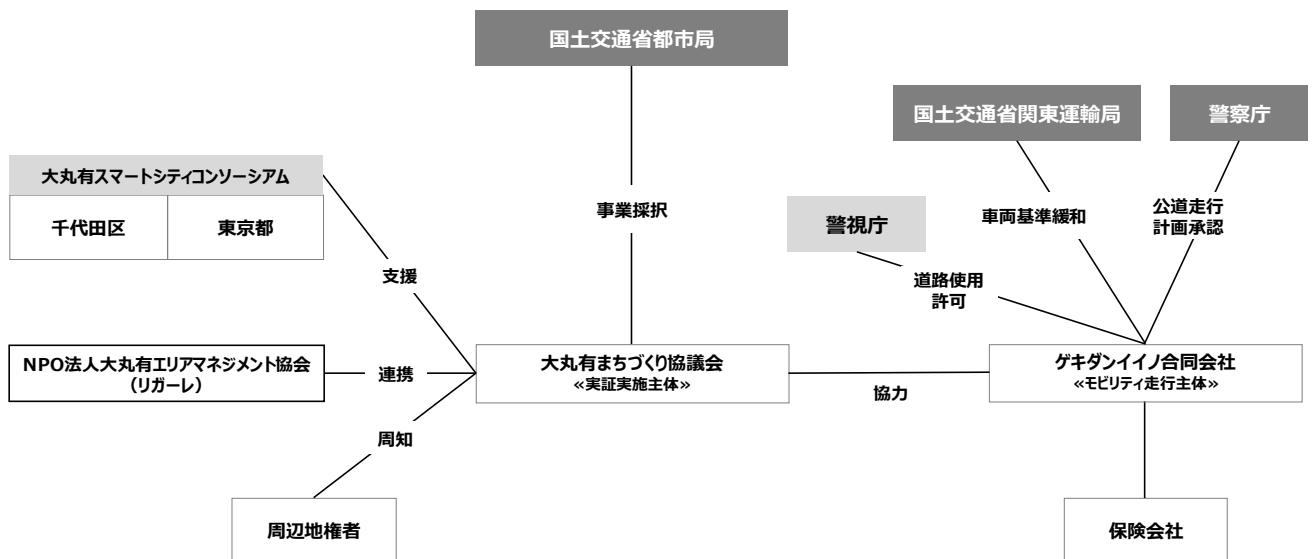 国土交通省都市局
国土交通省関東運輸局
警察庁
大丸有スマートシティコンソーシアム
千代田区
東京都
事業採択
警視庁
車両基準緩和
公道走行
計画承認
支援
道路使用
許可
NPO法人大丸有エリアマネジメント協会
（リガーレ）
連携
大丸有まちづくり協議会
«実証実施主体»
協力
ゲキダンイイノ合同会社
«モビリティ走行主体»
周知
周辺地権者
保険会社